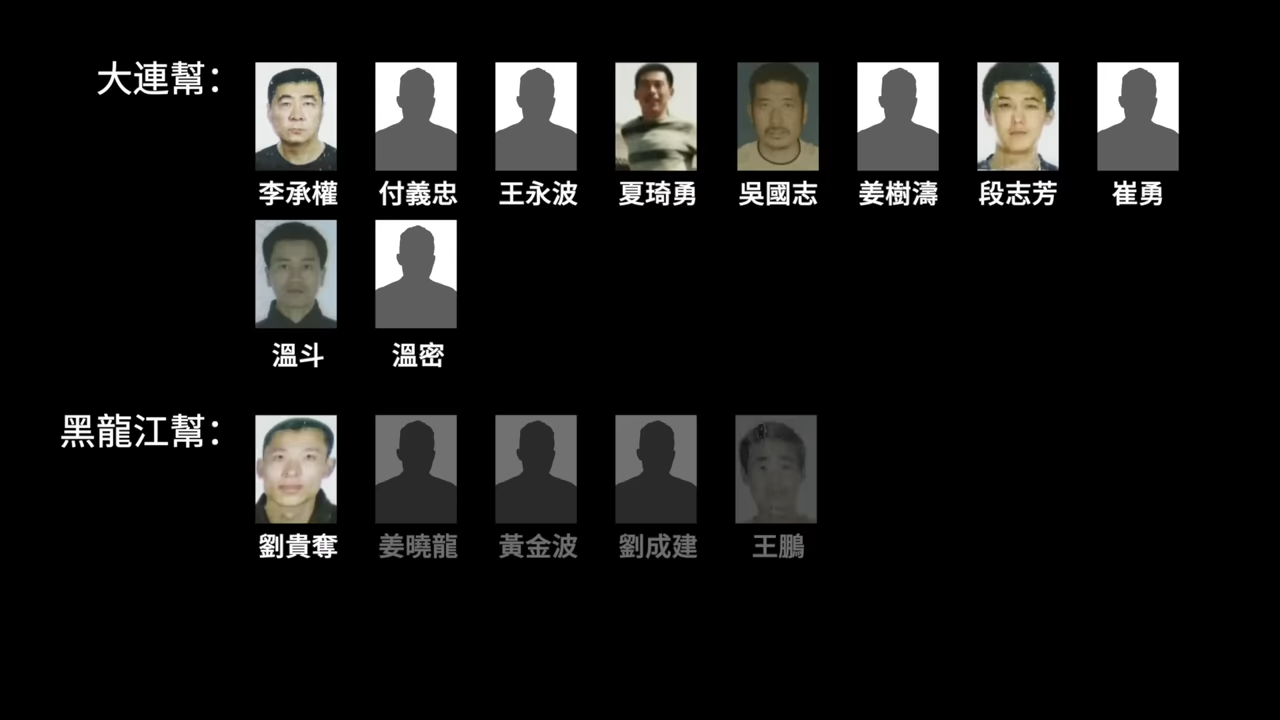 大連幫：
李承權 付義忠 王永波 夏琦勇 吳國志 姜樹濤 段志芳 崔勇
溫斗 溫密
黑龍江幫：
劉貴奪 姜曉龍 黃金波 劉成建 王鵬